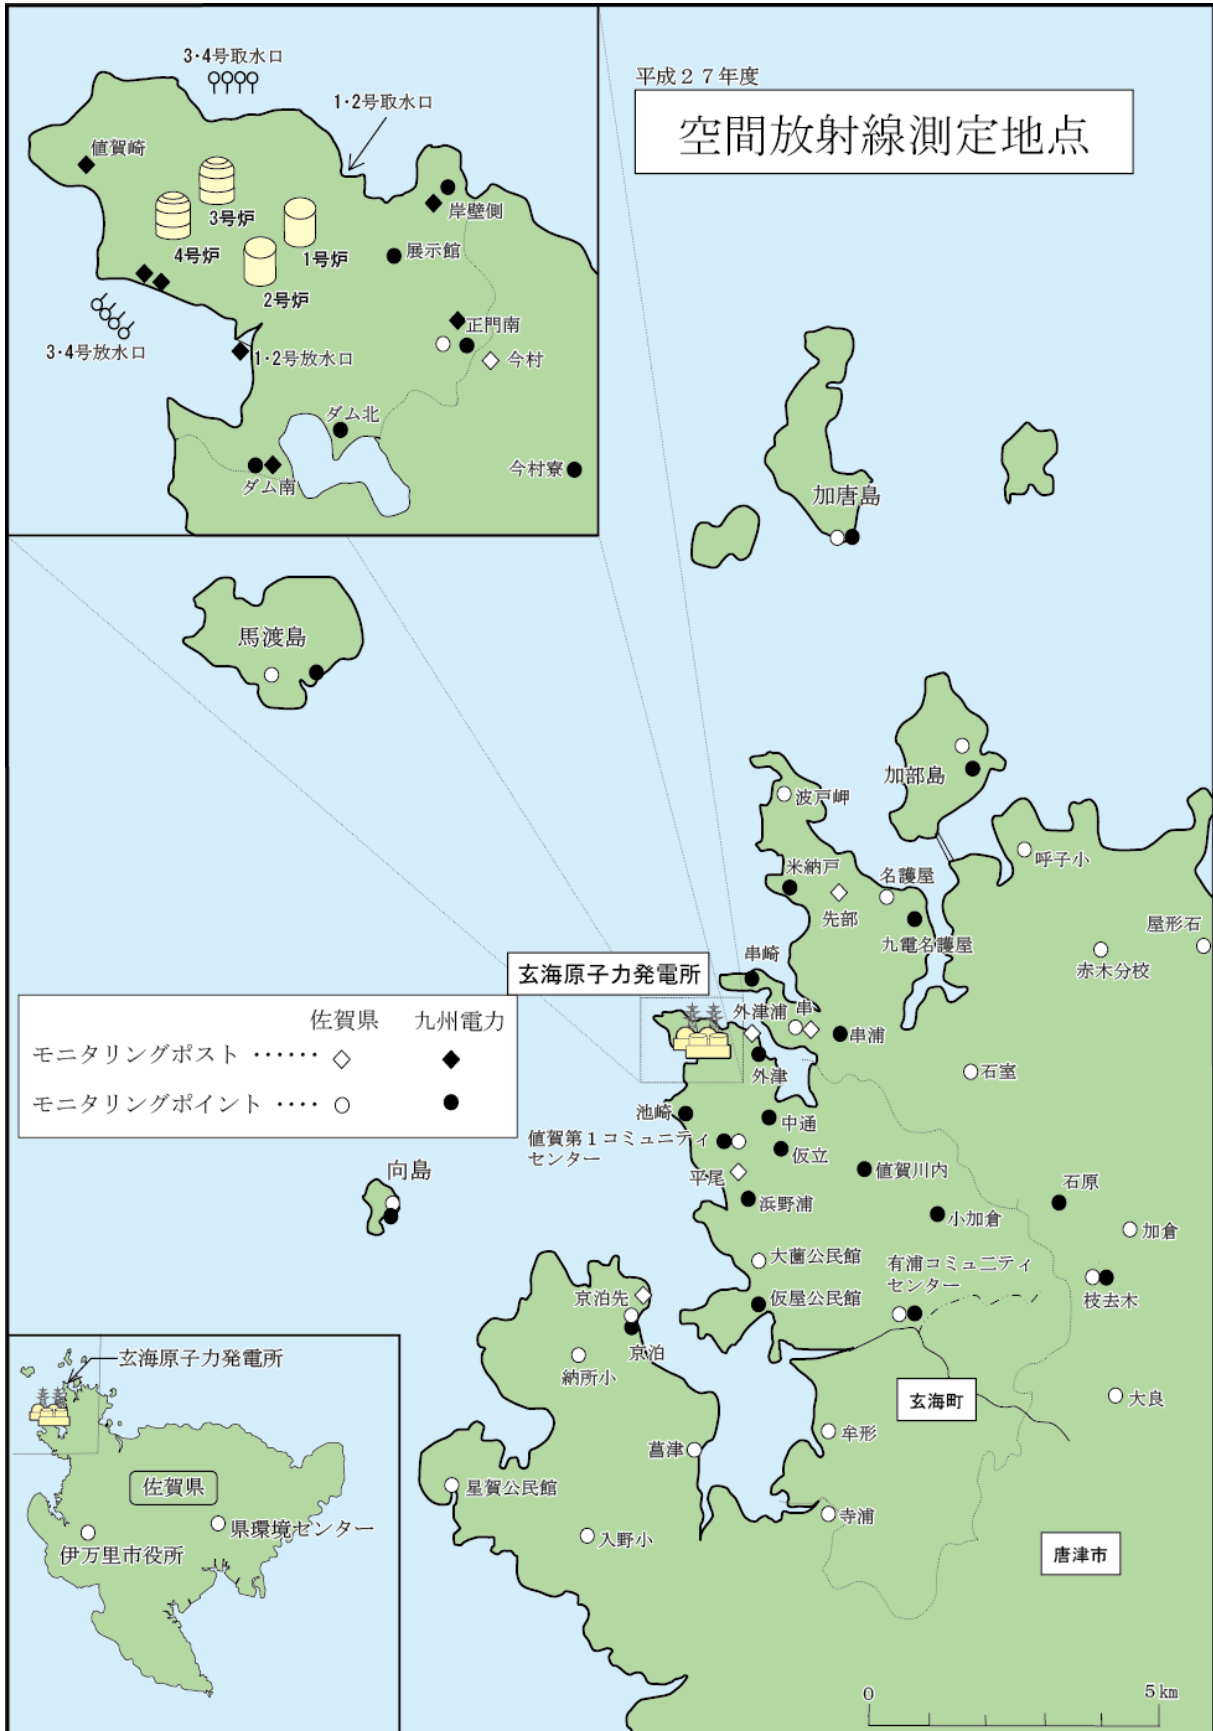 平成２７年度
空間放射線測定地点
3・4号取水口
1・2号取水口
値賀崎
3号炉
4号炉
1号炉
2号炉
岸壁側
展示館
正門南
今村
3・4号放水口
1・2号放水口
ダム北
ダム南
今村寮
加唐島
馬渡島
加部島
波戸岬
呼子小
米納戸
名護屋
先部
九電名護屋
屋形石
赤木分校
串崎
玄海原子力発電所
外津浦
串
串浦
外津
石室
佐賀県 九州電力
モニタリングポスト ‥‥‥ ◇ ◆
モニタリングポイント ‥‥ ○ ●
池崎
中通
値賀第１コミュニティ
センター
仮立
平尾
値賀川内
向島
浜野浦
石原
小加倉
加倉
大薗公民館
有浦コミュニティ
センター
京泊先
仮屋公民館
枝去木
京泊
納所小
玄海町
大良
牟形
菖津
星賀公民館
寺浦
入野小
唐津市
玄海原子力発電所
佐賀県
県環境センター
伊万里市役所
0 5km